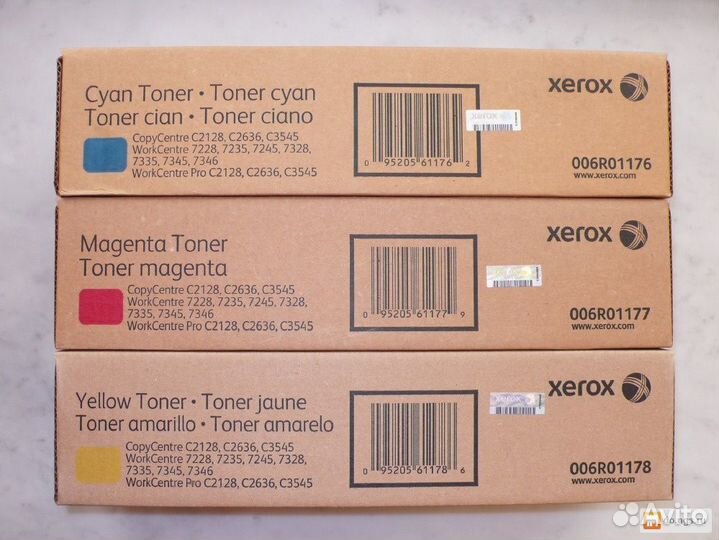 Cyan Toner • Toner cyan
Toner cian • Toner ciano
CopyCentre C2128, C2636, C3545
WorkCentre 7228, 7235, 7245, 7328,
7335, 7345, 7346
WorkCentre Pro C2128, C2636, C3545
0 95205 61176 2
xerox
006R01176
www.xerox.com
Magenta Toner
Toner magenta
CopyCentre C2128, C2636, C3545
WorkCentre 7228, 7235, 7245, 7328,
7335, 7345, 7346
WorkCentre Pro C2128, C2636, C3545
0 95205 61177 9
xerox
006R01177
www.xerox.com
Yellow Toner • Toner jaune
Toner amarillo • Toner amarelo
CopyCentre C2128, C2636, C3545
WorkCentre 7228, 7235, 7245, 7328,
7335, 7345, 7346
WorkCentre Pro C2128, C2636, C3545
0 95205 61178 6
xerox
006R01178
www.xerox.com
Avito